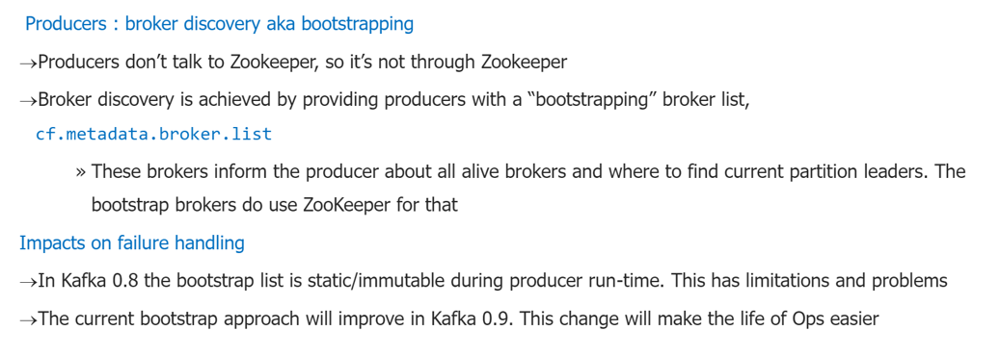 Producers : broker discovery aka bootstrapping
→Producers don’t talk to Zookeeper, so it’s not through Zookeeper
→Broker discovery is achieved by providing producers with a “bootstrapping” broker list,
cf.metadata.broker.list
» These brokers inform the producer about all alive brokers and where to find current partition leaders. The
bootstrap brokers do use ZooKeeper for that
Impacts on failure handling
→In Kafka 0.8 the bootstrap list is static/immutable during producer run-time. This has limitations and problems
→The current bootstrap approach will improve in Kafka 0.9. This change will make the life of Ops easier